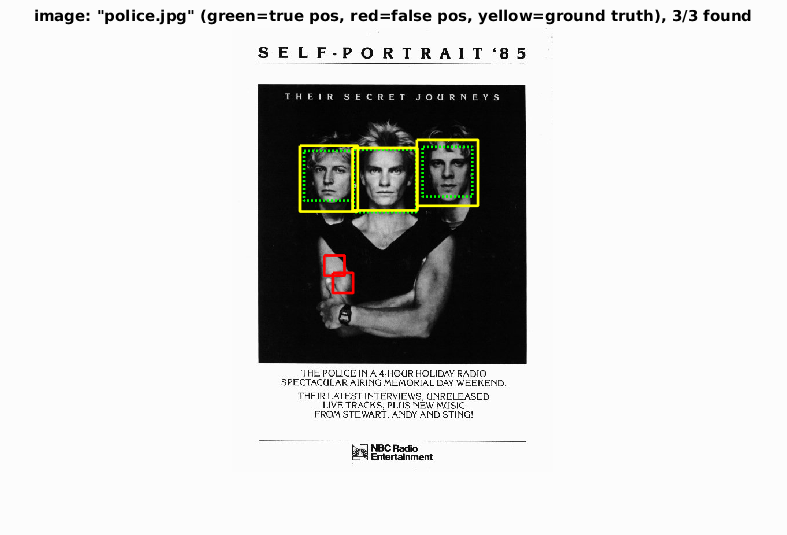 image: "police.jpg" (green=true pos, red=false pos, yellow=ground truth), 3/3 found
SELF-PORTRAIT '85
THEIR SECRET JOURNEYS
THE POLICE IN A 4-HOUR HOLIDAY RADIO
SPECTACULAR AIRING MEMORIAL DAY WEEKEND.
THEIR LATEST INTERVIEWS, UNRELEASED
LIVE TRACKS, PLUS NEW MUSIC
FROM STEWART, ANDY AND STING!
NBC Radio
Entertainment